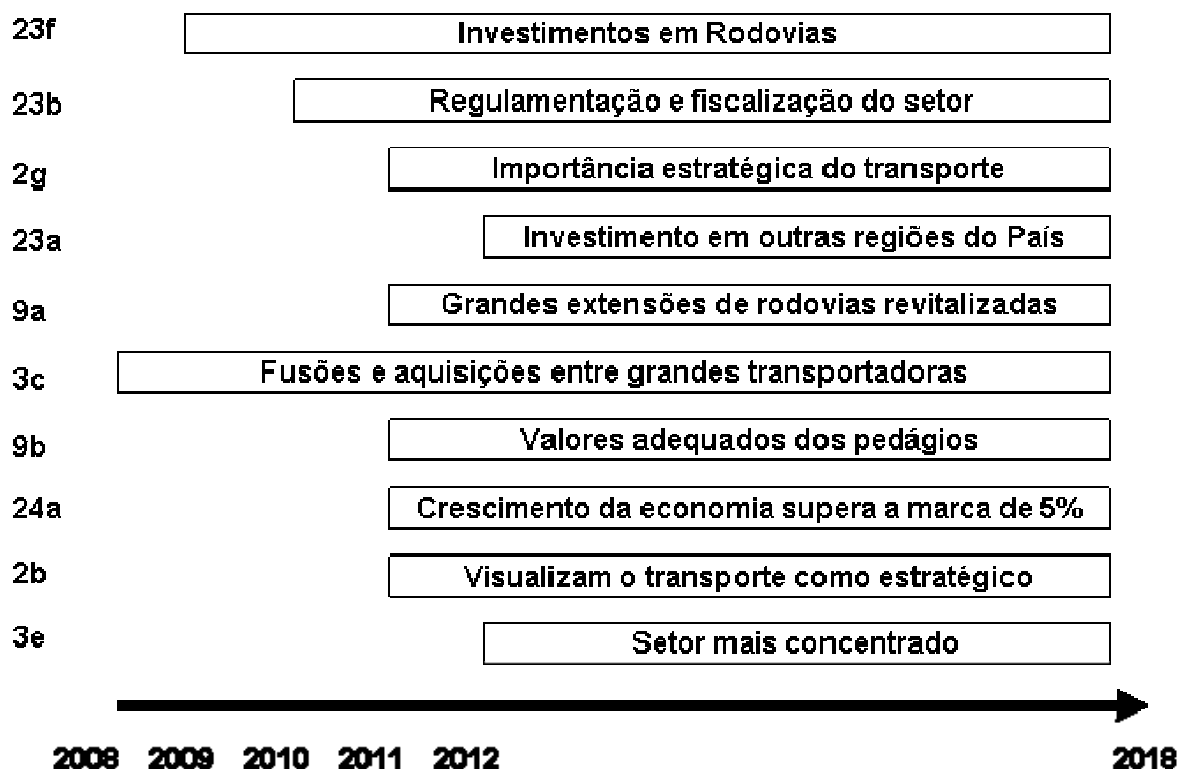 23f Investimentos em Rodovias
23b Regulamentação e fiscalização do setor
2g Importância estratégica do transporte
23a Investimento em outras regiões do País
9a Grandes extensões de rodovias revitalizadas
3c Fusões e aquisições entre grandes transportadoras
9b Valores adequados dos pedágios
24a Crescimento da economia supera a marca de 5%
2b Visualizam o transporte como estratégico
3e Setor mais concentrado
2008 2009 2010 2011 2012 2018